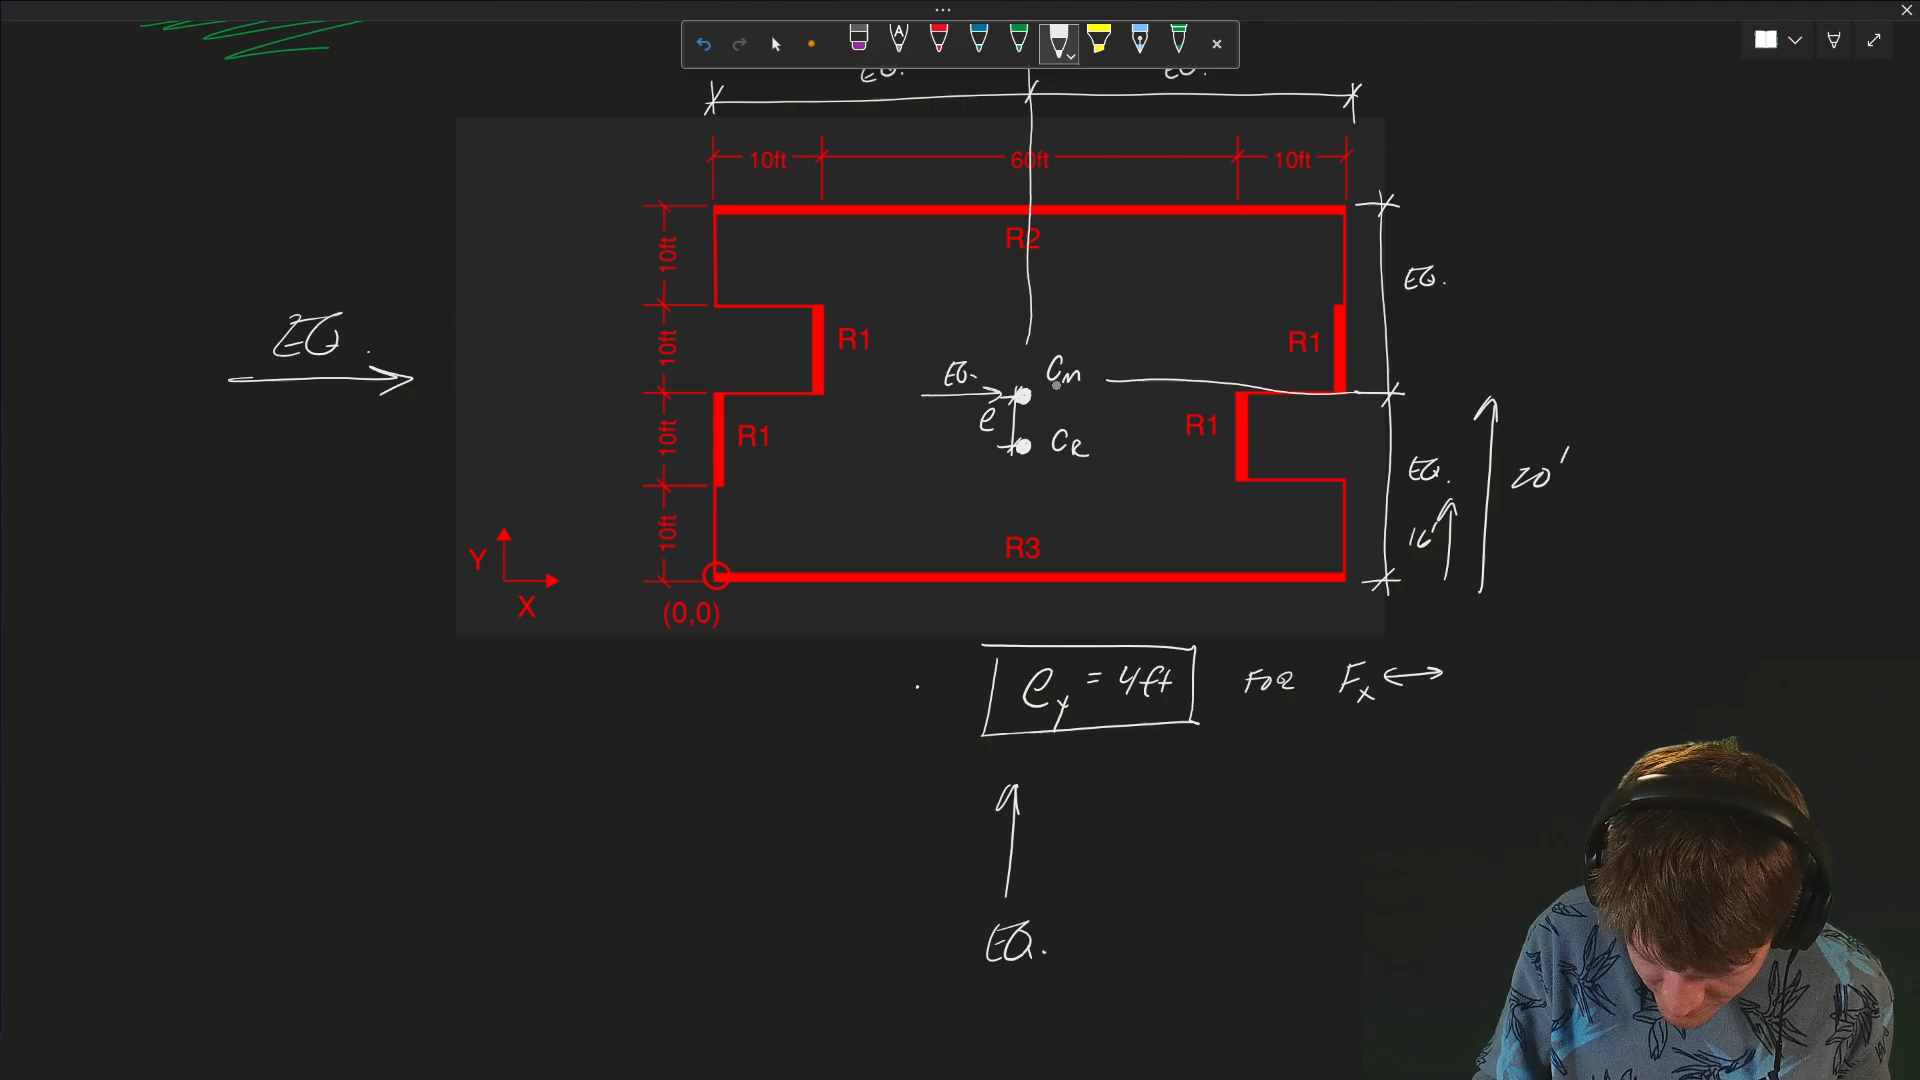 EQ. EQ.
10ft 60ft 10ft
R2
10ft
EQ.
EQ.
10ft
R1
R1
EQ.
CM
e
CR
10ft
R1
R1
EQ.
20'
16'
10ft
R3
Y
X
(0,0)
ey = 4ft FOR Fx
EQ.